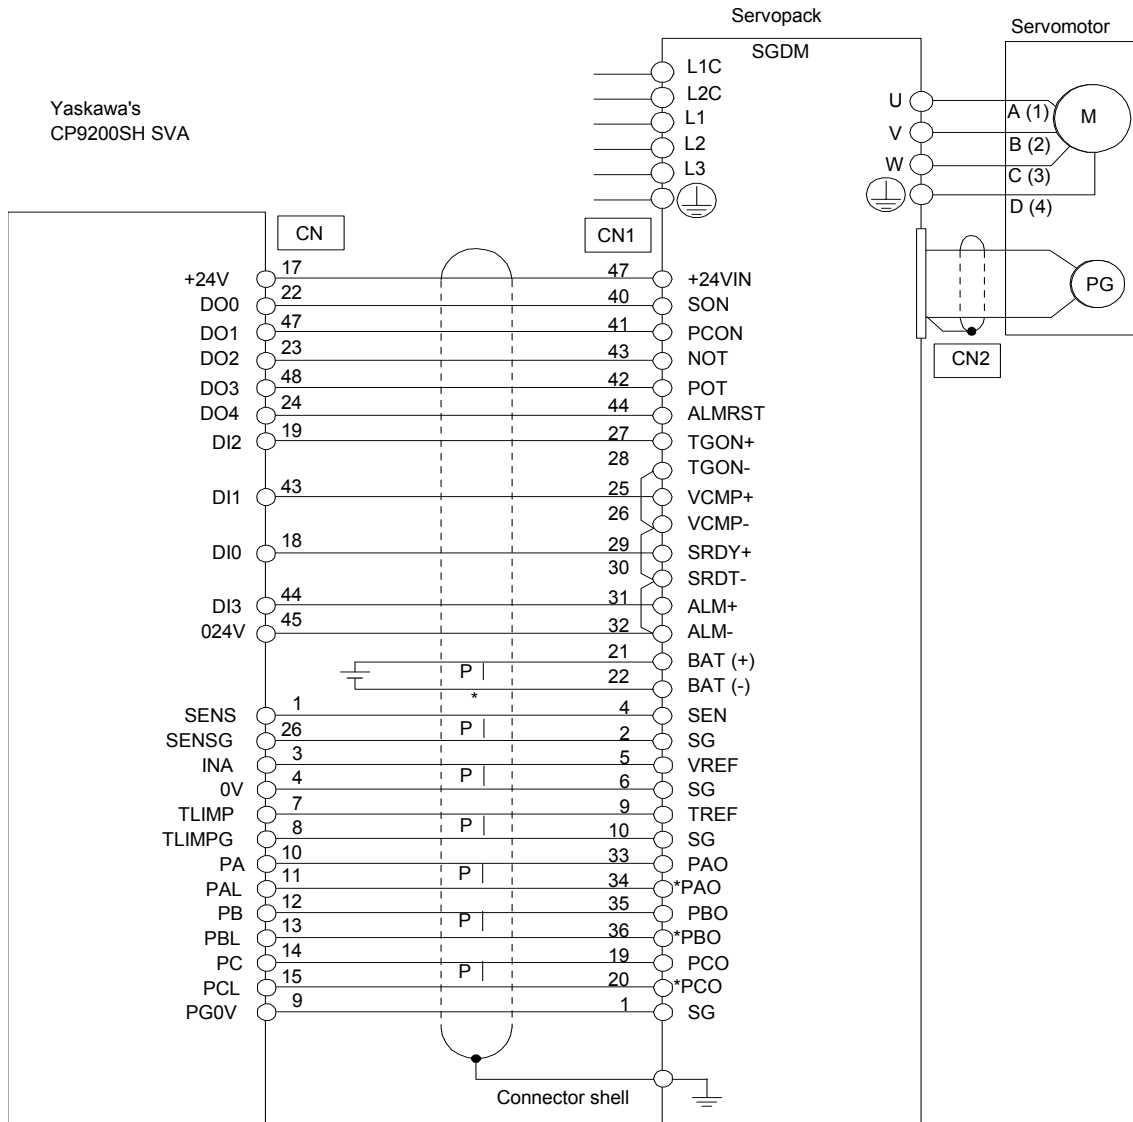 Servopack
Servomotor
SGDM
Yaskawa's
CP9200SH SVA
L1C
L2C
L1
L2
L3
U
V
W
A (1)
B (2)
C (3)
D (4)
M
PG
CN2
CN
CN1
+24V 17 47 +24VIN
DO0 22 40 SON
DO1 47 41 PCON
DO2 23 43 NOT
DO3 48 42 POT
DO4 24 44 ALMRST
DI2 19 27 TGON+
28 TGON-
DI1 43 25 VCMP+
26 VCMP-
DI0 18 29 SRDY+
30 SRDT-
DI3 44 31 ALM+
024V 45 32 ALM-
21 BAT (+)
P
22 BAT (-)
*
SENS 1 4 SEN
P
SENSG 26 2 SG
INA 3 5 VREF
P
0V 4 6 SG
TLIMP 7 9 TREF
P
TLIMPG 8 10 SG
PA 10 33 PAO
P
PAL 11 34 *PAO
PB 12 35 PBO
P
PBL 13 36 *PBO
PC 14 19 PCO
P
PCL 15 20 *PCO
PG0V 9 1 SG
Connector shell